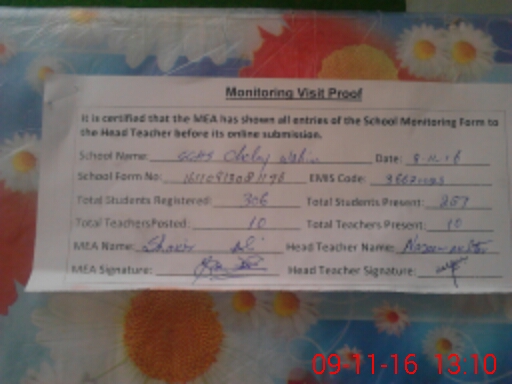 Monitoring Visit Proof
It is certified that the MEA has shown all entries of the School Monitoring Form to
the Head Teacher before its online submission.
School Name: Date: 8-11-16
School Form No: EMIS Code:
Total Students Registered: 306 Total Students Present: 257
Total Teachers Posted: 10 Total Teachers Present: 10
MEA Name: Head Teacher Name:
MEA Signature: Head Teacher Signature:
09-11-16 13:10